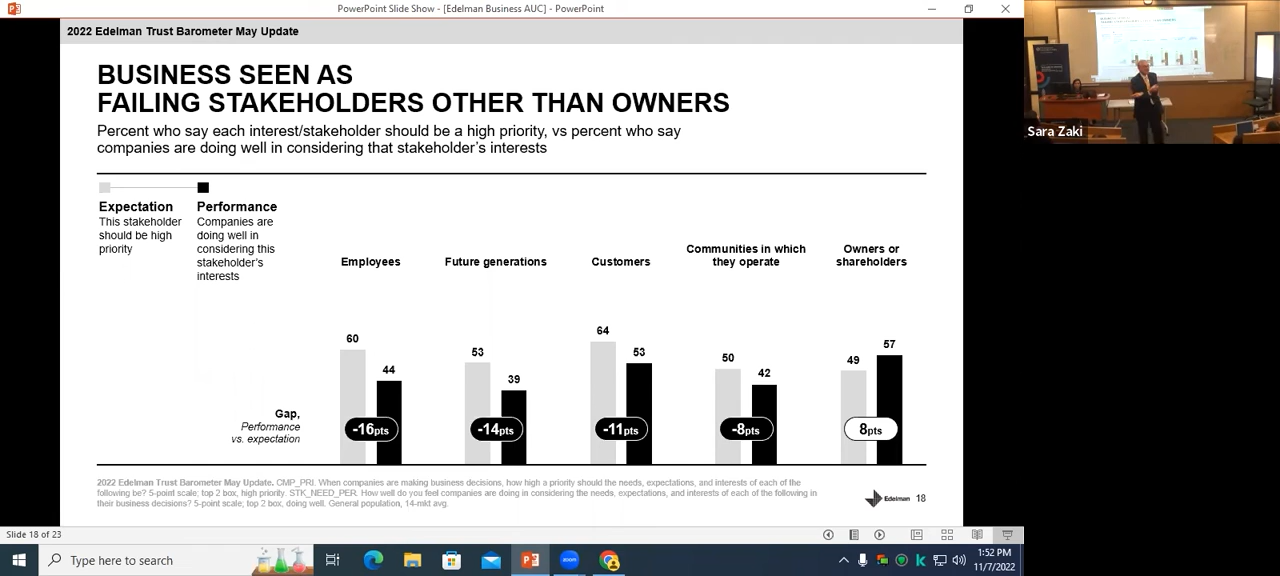 PowerPoint Slide Show - [Edelman Business AUC] - PowerPoint
2022 Edelman Trust Barometer May Update
BUSINESS SEEN AS
FAILING STAKEHOLDERS OTHER THAN OWNERS
Percent who say each interest/stakeholder should be a high priority, vs percent who say
companies are doing well in considering that stakeholder's interests
Expectation
This stakeholder
should be high
priority
Performance
Companies are
doing well in
considering this
stakeholder's
interests
Employees
Future generations
Customers
Communities in which
they operate
Owners or
shareholders
60
44
53
39
64
53
50
42
49
57
Gap,
Performance
vs. expectation
-16pts
-14pts
-11pts
-8pts
8pts
2022 Edelman Trust Barometer May Update. CMP_PRI. When companies are making business decisions, how high a priority should the needs, expectations, and interests of each of the
following be? 5-point scale; top 2 box, high priority. STK_NEED_PER. How well do you feel companies are doing in considering the needs, expectations, and interests of each of the following in
their business decisions? 5-point scale; top 2 box, doing well. General population, 14-mkt avg.
Edelman 18
Sara Zaki
Slide 18 of 23
Type here to search
1:52 PM
11/7/2022